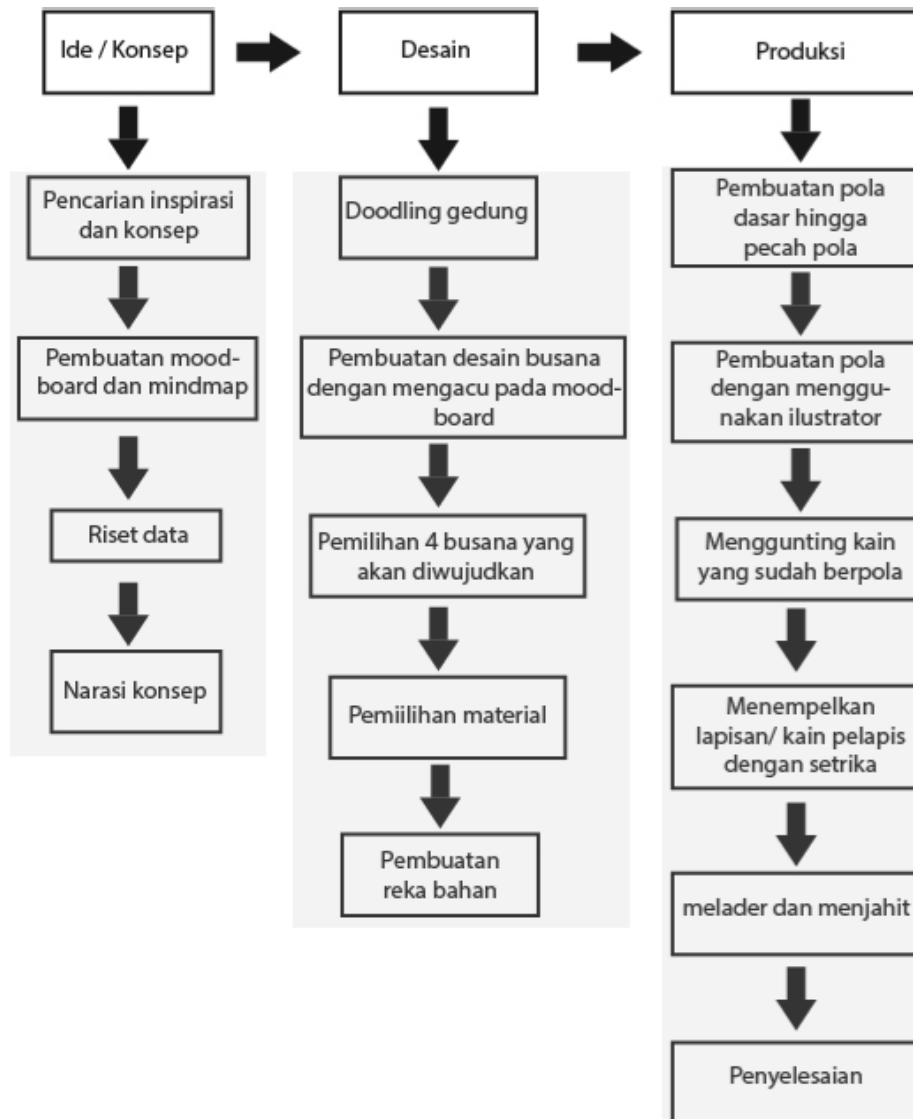 Ide / Konsep
Desain
Produksi
Pencarian inspirasi
dan konsep
Pembuatan mood-
board dan mindmap
Riset data
Narasi konsep
Doodling gedung
Pembuatan desain busana
dengan mengacu pada mood-
board
Pemilihan 4 busana yang
akan diwujudkan
Pemiilihan material
Pembuatan
reka bahan
Pembuatan pola
dasar hingga
pecah pola
Pembuatan pola
dengan menggu-
nakan ilustrator
Menggunting kain
yang sudah berpola
Menempelkan
lapisan/ kain pelapis
dengan setrika
melader dan menjahit
Penyelesaian